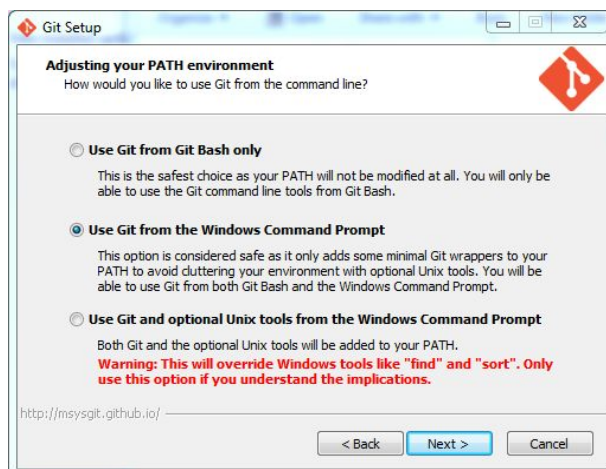 Organize
Open
Share with
Git Setup
Adjusting your PATH environment
How would you like to use Git from the command line?
Use Git from Git Bash only
This is the safest choice as your PATH will not be modified at all. You will only be
able to use the Git command line tools from Git Bash.
Use Git from the Windows Command Prompt
This option is considered safe as it only adds some minimal Git wrappers to your
PATH to avoid cluttering your environment with optional Unix tools. You will be
able to use Git from both Git Bash and the Windows Command Prompt.
Use Git and optional Unix tools from the Windows Command Prompt
Both Git and the optional Unix tools will be added to your PATH.
Warning: This will override Windows tools like "find" and "sort". Only
use this option if you understand the implications.
http://msysgit.github.io/
< Back
Next >
Cancel